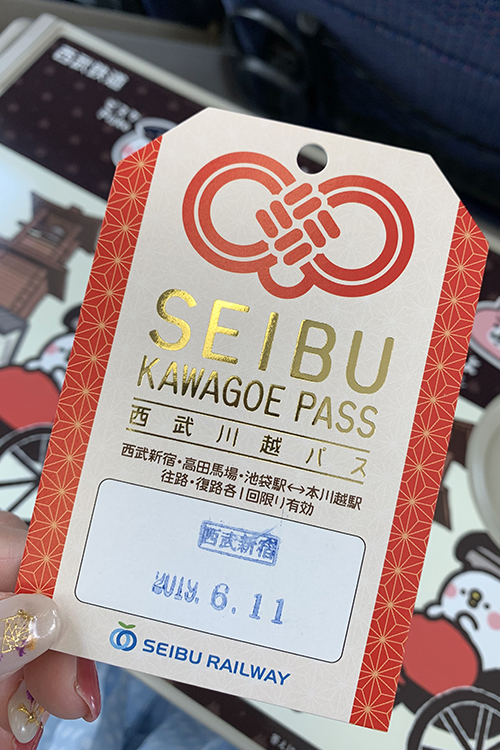 西武鉄道
SEIBU
KAWAGOE PASS
西武川越パス
西武新宿・高田馬場・池袋駅↔本川越駅
往路・復路各1回限り有効
西武新宿
2019.6.11
SEIBU RAILWAY